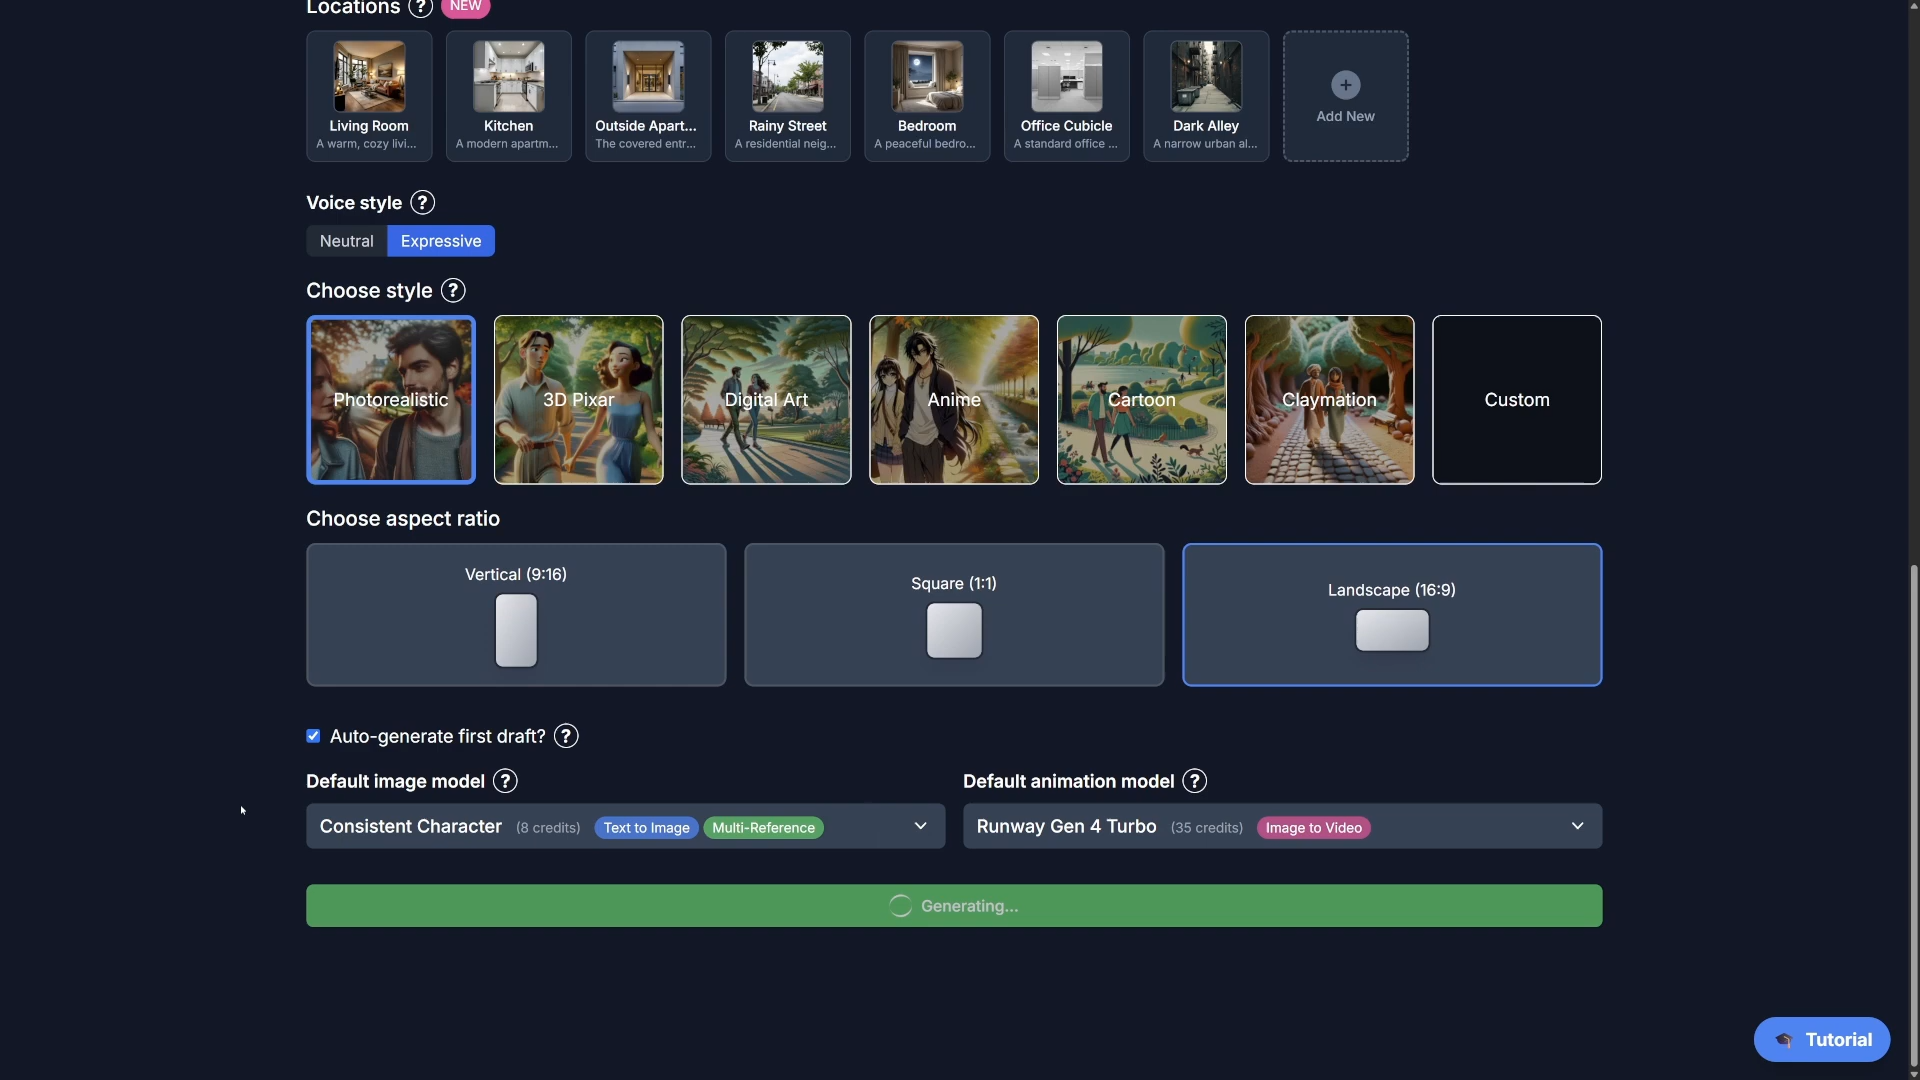 Locations ? NEW
Living Room
A warm, cozy livi...
Kitchen
A modern apartm...
Outside Apart...
The covered entr...
Rainy Street
A residential neig...
Bedroom
A peaceful bedro...
Office Cubicle
A standard office ...
Dark Alley
A narrow urban al...
+
Add New
Voice style ?
Neutral Expressive
Choose style ?
Photorealistic 3D Pixar Digital Art Anime Cartoon Claymation Custom
Choose aspect ratio
Vertical (9:16)
Square (1:1)
Landscape (16:9)
Auto-generate first draft? ?
Default image model ?
Consistent Character (8 credits) Text to Image Multi-Reference
Default animation model ?
Runway Gen 4 Turbo (35 credits) Image to Video
Generating...
Tutorial